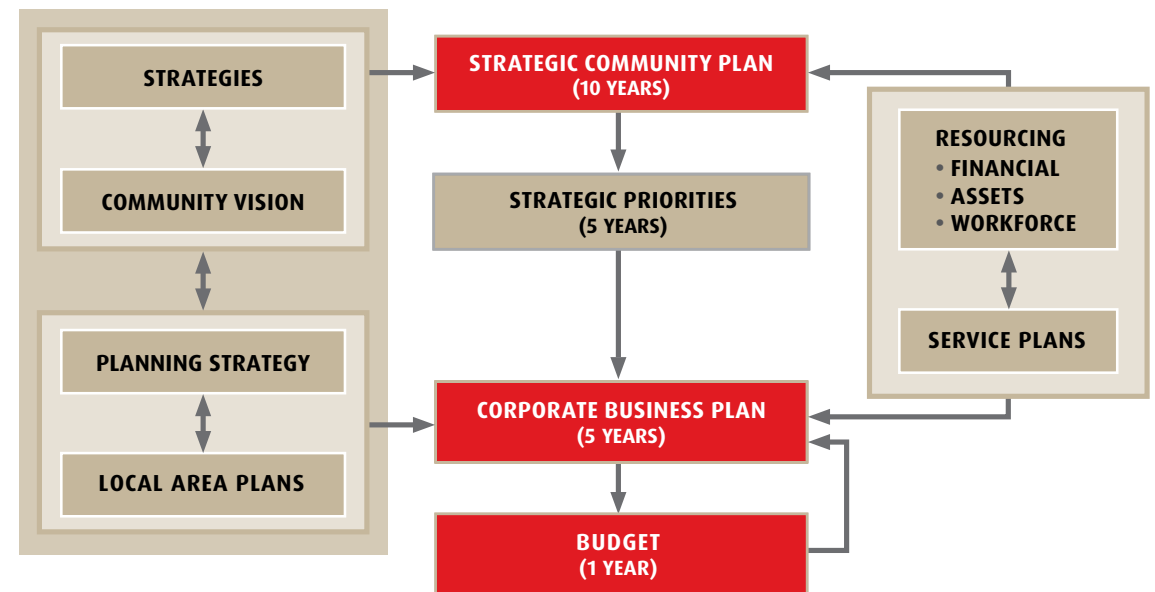 STRATEGIES
COMMUNITY VISION
PLANNING STRATEGY
LOCAL AREA PLANS
STRATEGIC COMMUNITY PLAN
(10 YEARS)
STRATEGIC PRIORITIES
(5 YEARS)
CORPORATE BUSINESS PLAN
(5 YEARS)
BUDGET
(1 YEAR)
RESOURCING
• FINANCIAL
• ASSETS
• WORKFORCE
SERVICE PLANS